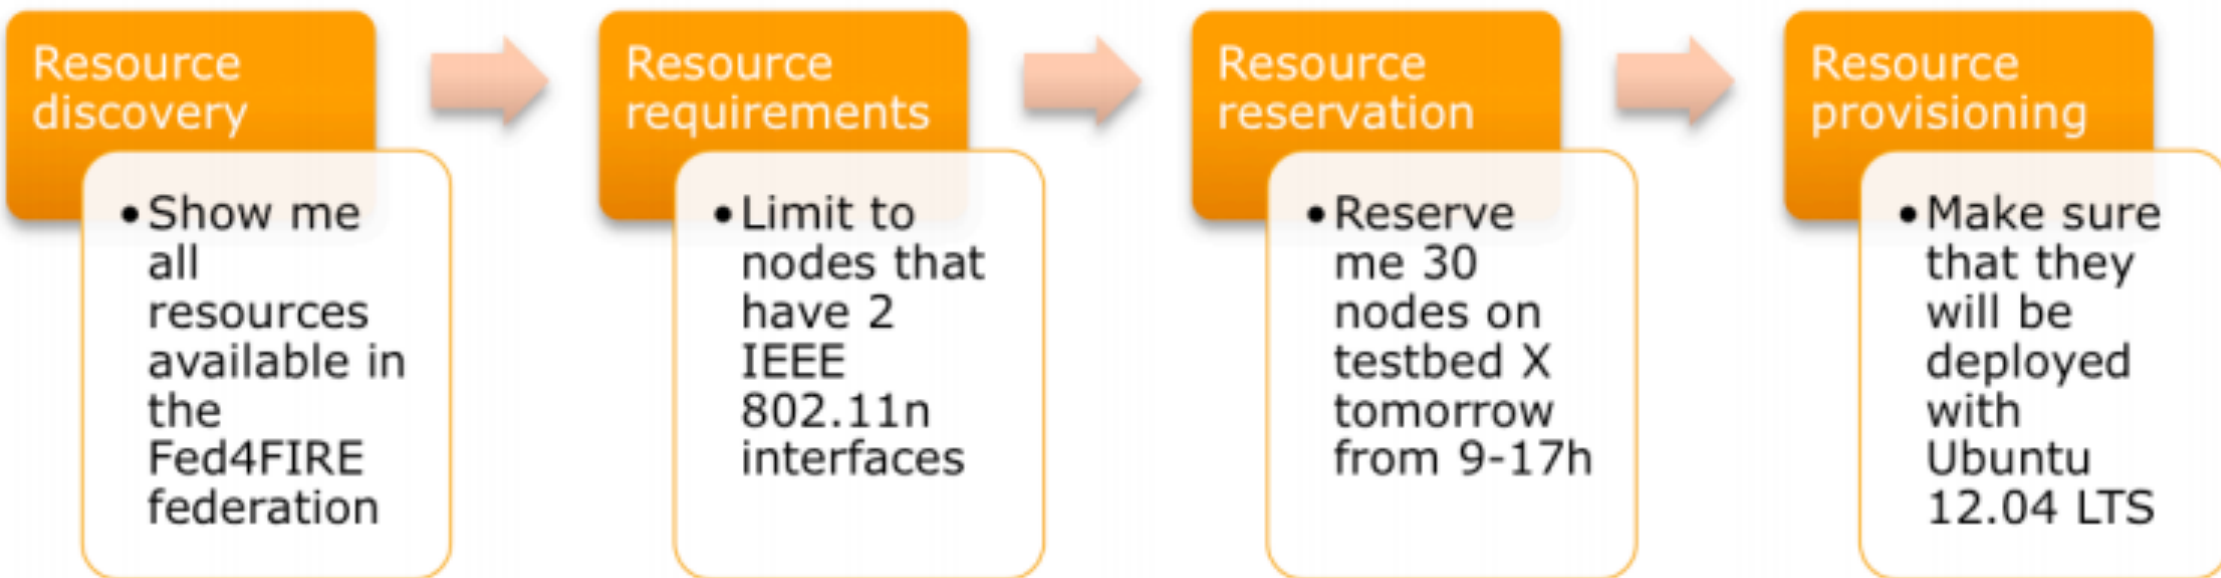 Resource
discovery
• Show me
all
resources
available in
the
Fed4FIRE
federation
Resource
requirements
• Limit to
nodes that
have 2
IEEE
802.11n
interfaces
Resource
reservation
• Reserve
me 30
nodes on
testbed X
tomorrow
from 9-17h
Resource
provisioning
• Make sure
that they
will be
deployed
with
Ubuntu
12.04 LTS